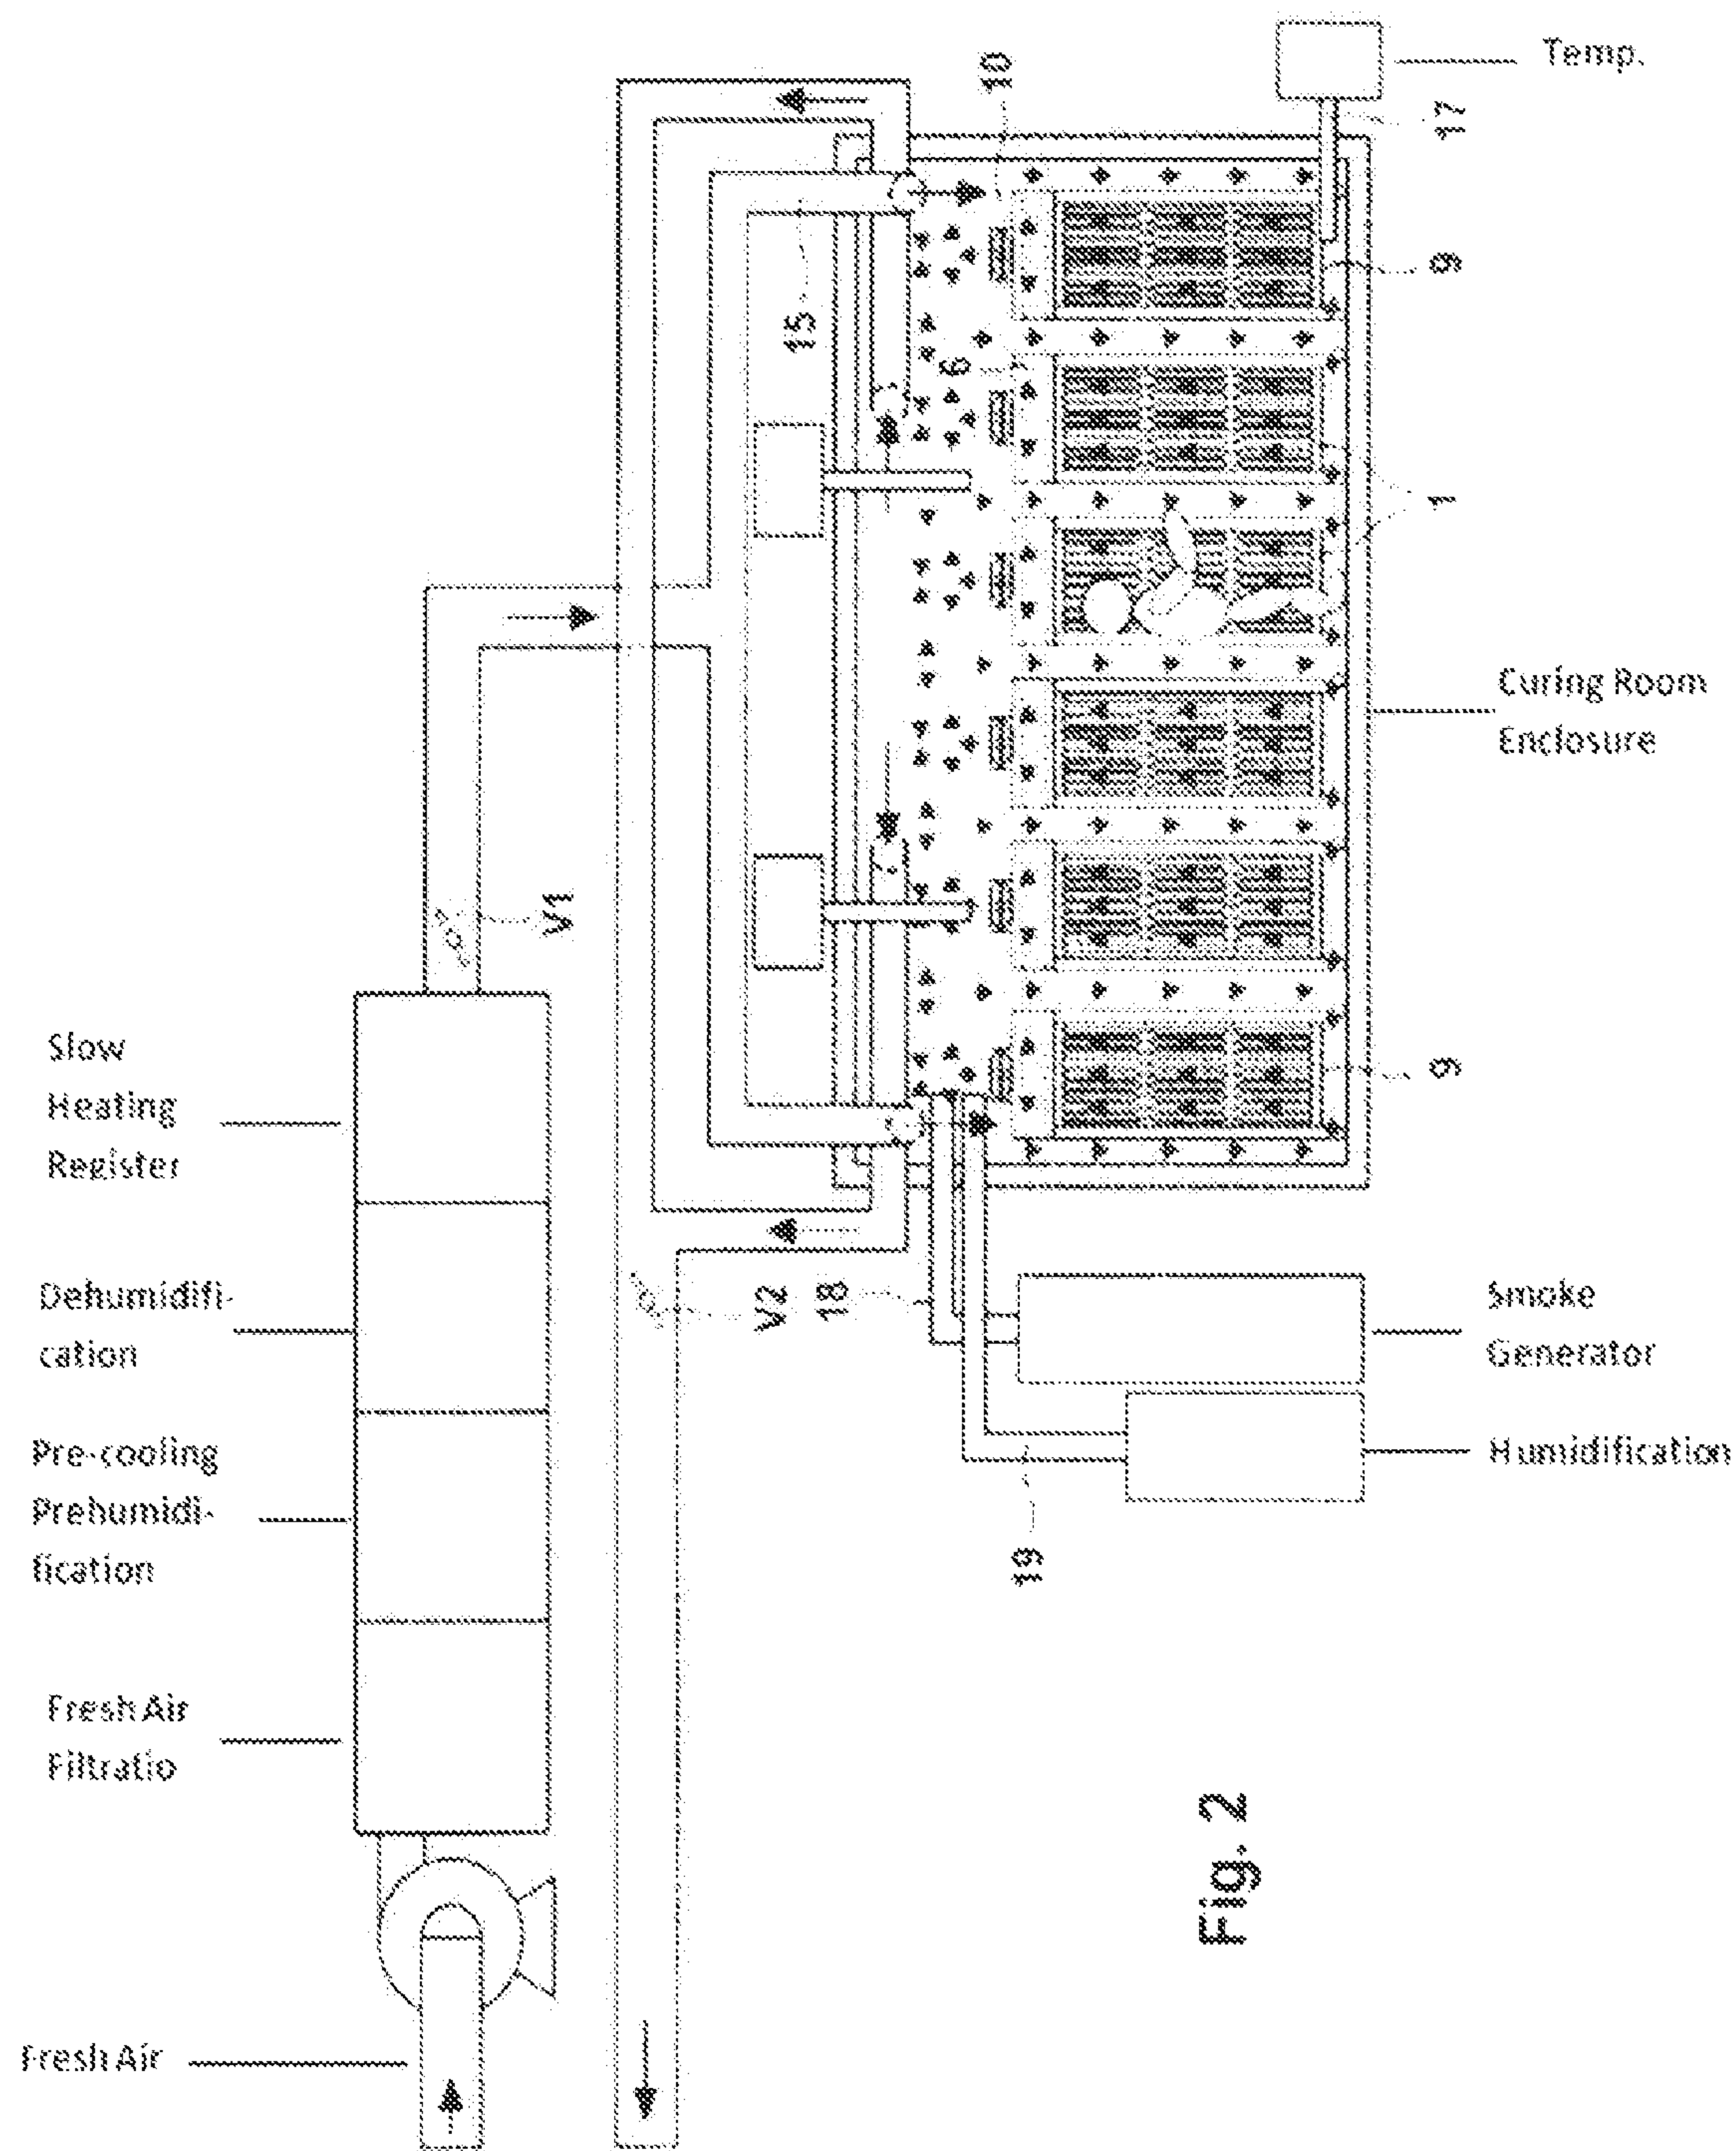 Temp.
10
17
15
6
9
1
Curing Room
Enclosure
V1
Slow
Heating
Register
9
Dehumidifi-
cation
V2
18
Smoke
Generator
Pre-cooling
Prehumidi-
fication
Humidification
19
Fresh Air
Filtratio
Fig. 2
Fresh Air